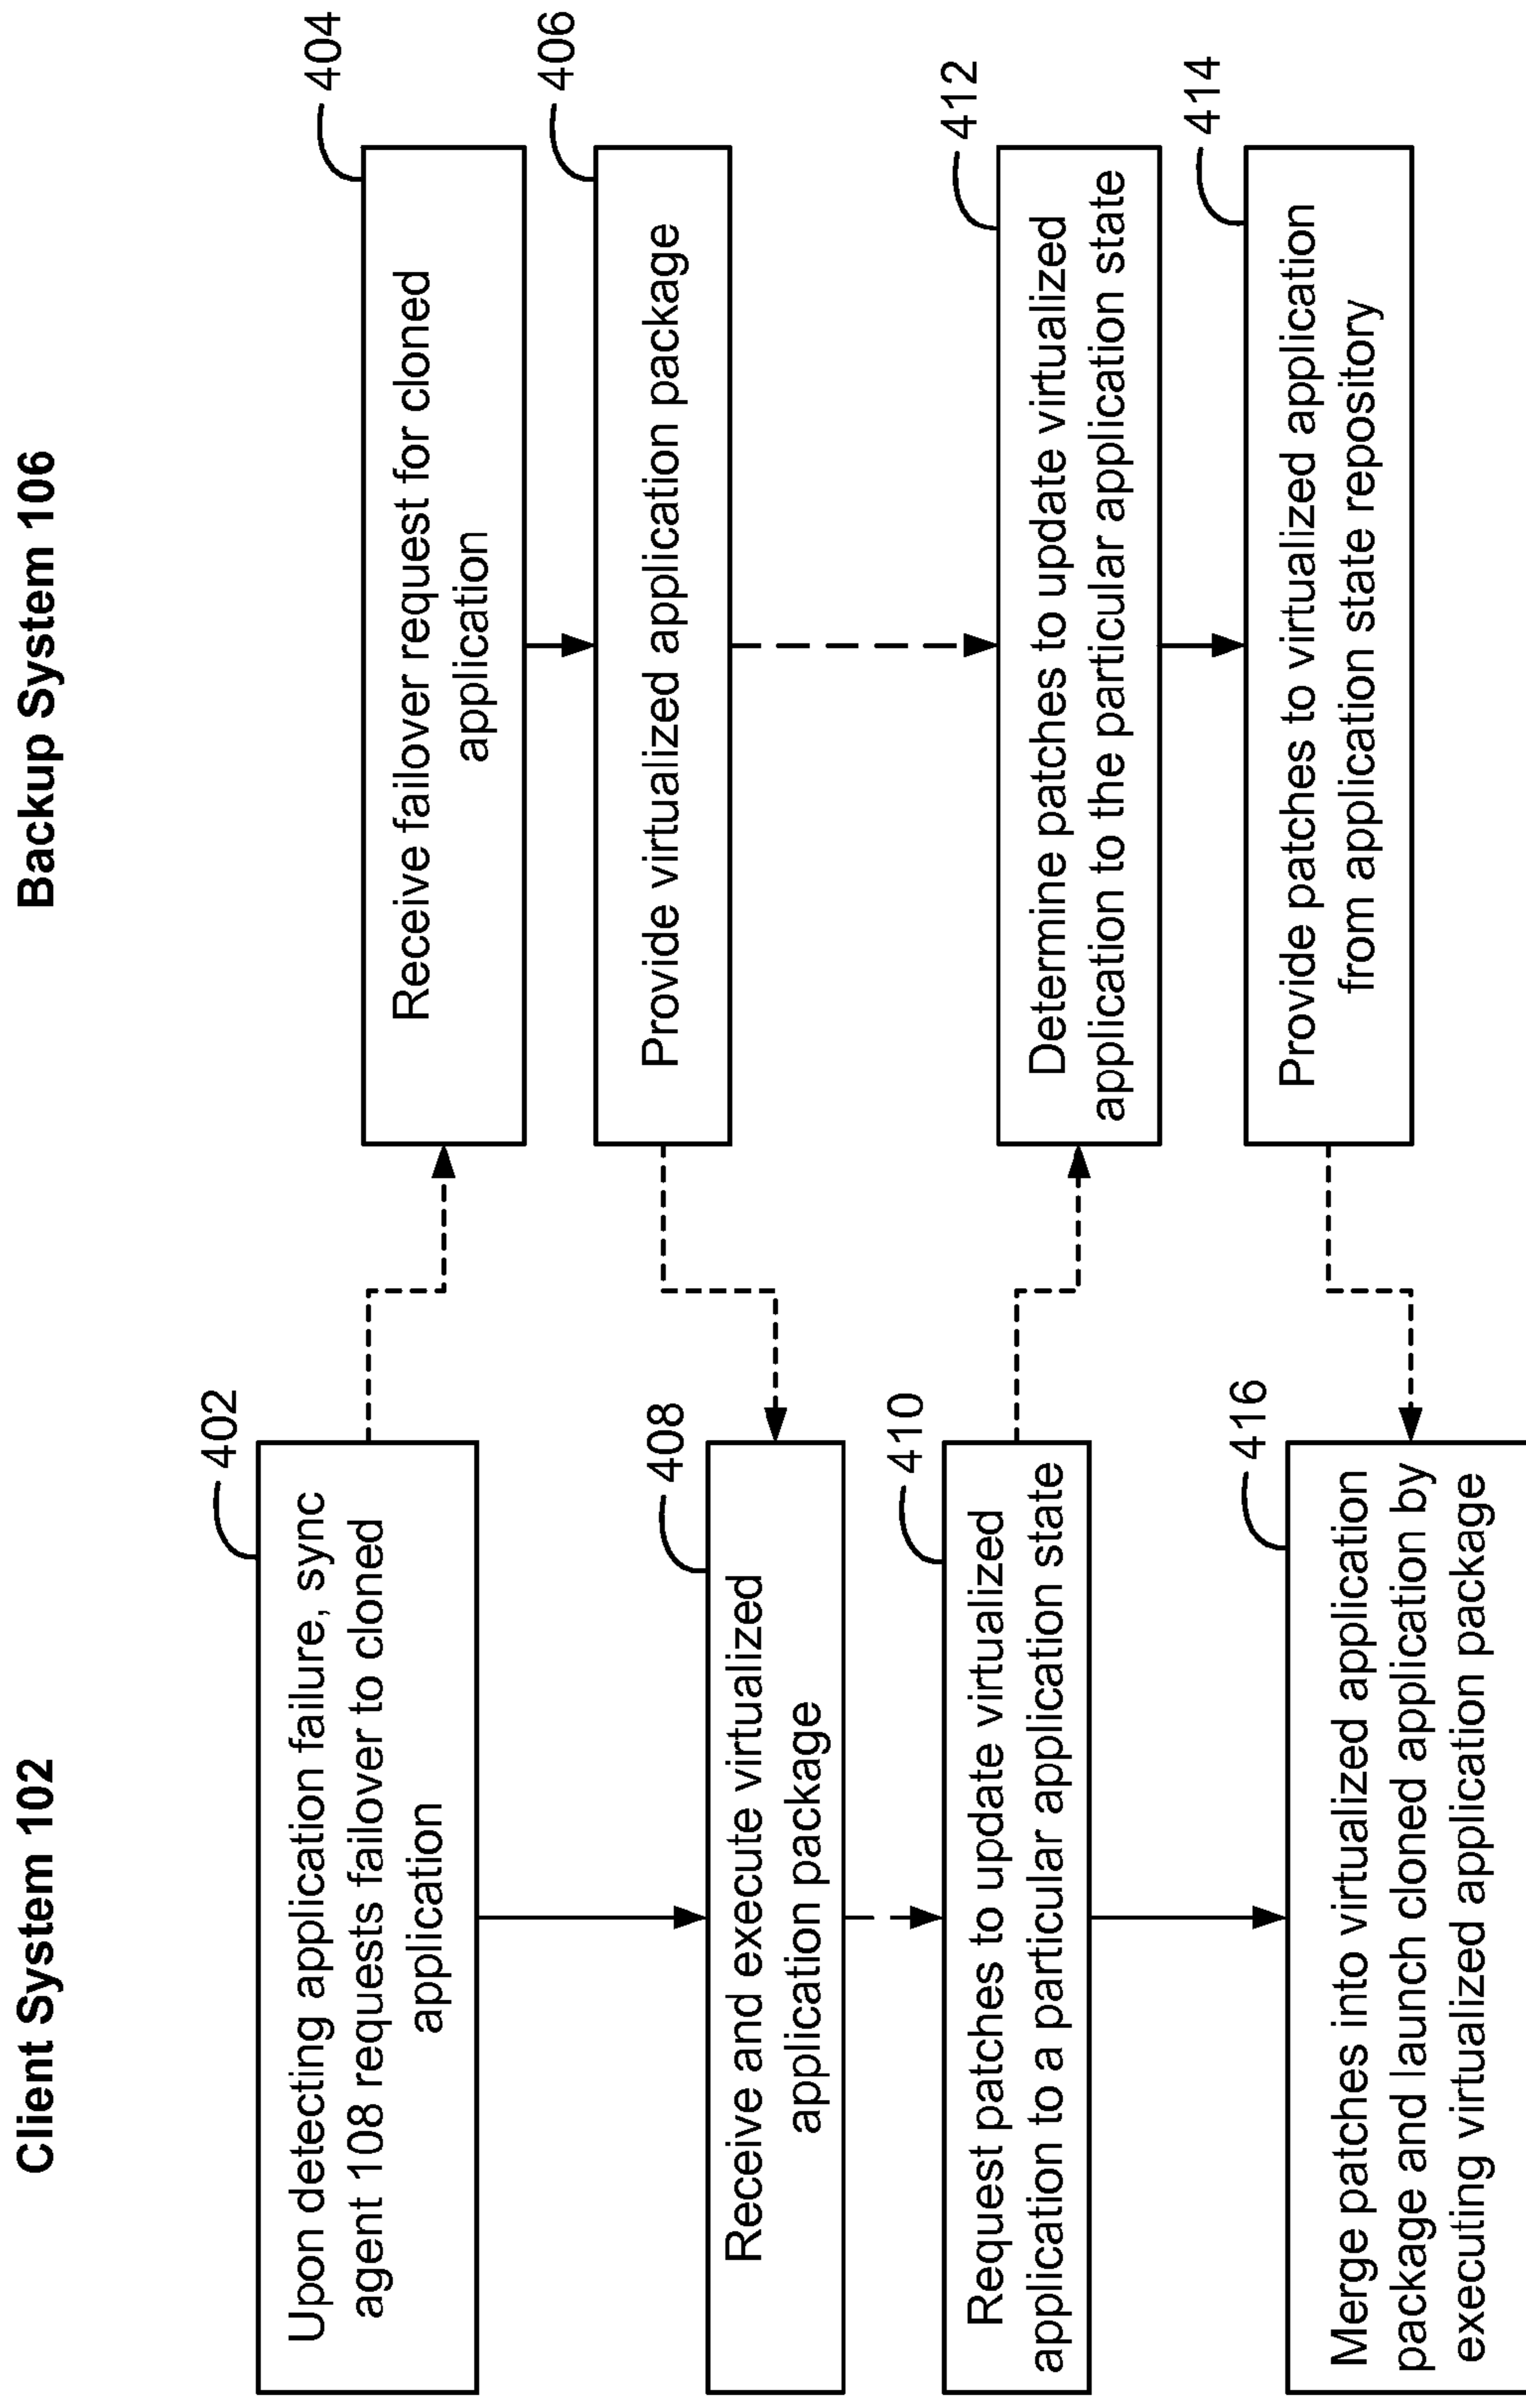 Client System 102
Backup System 106
402
Upon detecting application failure, sync
agent 108 requests failover to cloned
application
404
Receive failover request for cloned
application
406
Provide virtualized application package
408
Receive and execute virtualized
application package
410
Request patches to update virtualized
application to a particular application state
412
Determine patches to update virtualized
application to the particular application state
414
Provide patches to virtualized application
from application state repository
416
Merge patches into virtualized application
package and launch cloned application by
executing virtualized application package